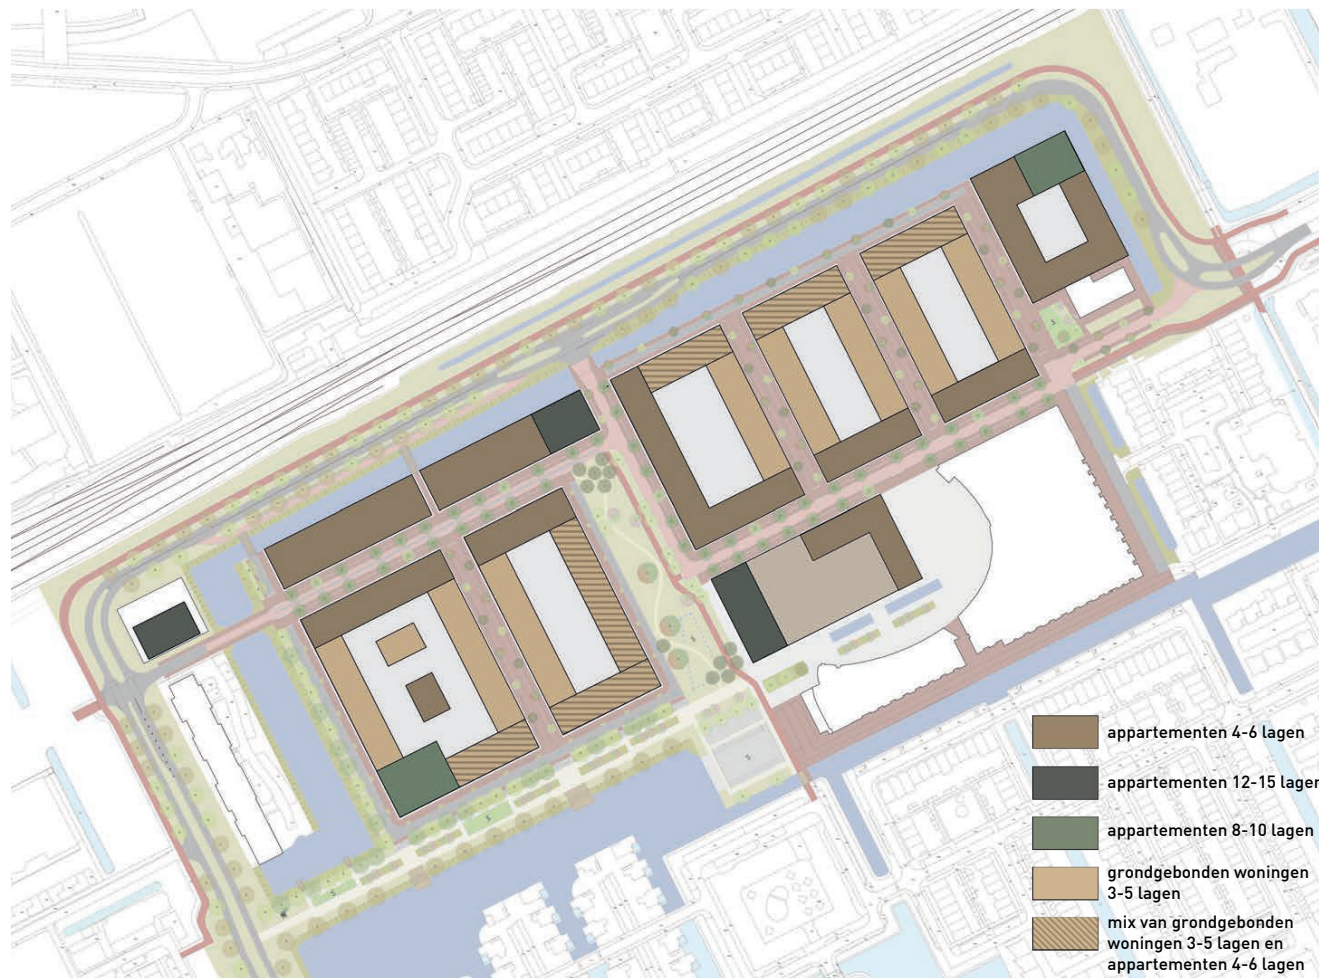 appartementen 4-6 lagen
appartementen 12-15 lagen
appartementen 8-10 lagen
grondgebonden woningen
3-5 lagen
mix van grondgebonden
woningen 3-5 lagen en
appartementen 4-6 lagen